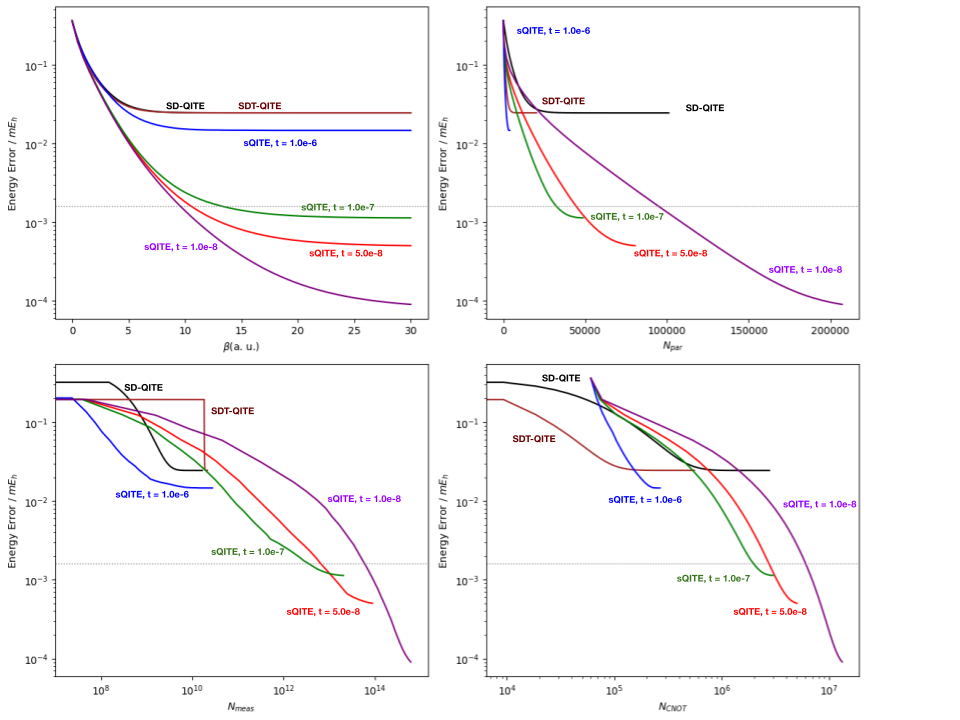 Energy Error / mEₕ
10⁻¹
10⁻²
10⁻³
10⁻⁴
SD-QITE
SDT-QITE
sQITE, t = 1.0e-6
sQITE, t = 1.0e-7
sQITE, t = 1.0e-8
sQITE, t = 5.0e-8
0 5 10 15 20 25 30
β(a. u.)
Energy Error / mEₕ
10⁻¹
10⁻²
10⁻³
10⁻⁴
sQITE, t = 1.0e-6
SDT-QITE
SD-QITE
sQITE, t = 1.0e-7
sQITE, t = 5.0e-8
sQITE, t = 1.0e-8
0 50000 100000 150000 200000
Nₚₐᵣ
Energy Error / mEₕ
10⁻¹
10⁻²
10⁻³
10⁻⁴
SD-QITE
SDT-QITE
sQITE, t = 1.0e-6
sQITE, t = 1.0e-8
sQITE, t = 1.0e-7
sQITE, t = 5.0e-8
10⁸ 10¹⁰ 10¹² 10¹⁴
Nmeas
Energy Error / mEₕ
10⁻¹
10⁻²
10⁻³
10⁻⁴
SD-QITE
SDT-QITE
sQITE, t = 1.0e-6
sQITE, t = 1.0e-8
sQITE, t = 1.0e-7
sQITE, t = 5.0e-8
10⁴ 10⁵ 10⁶ 10⁷
NCNOT